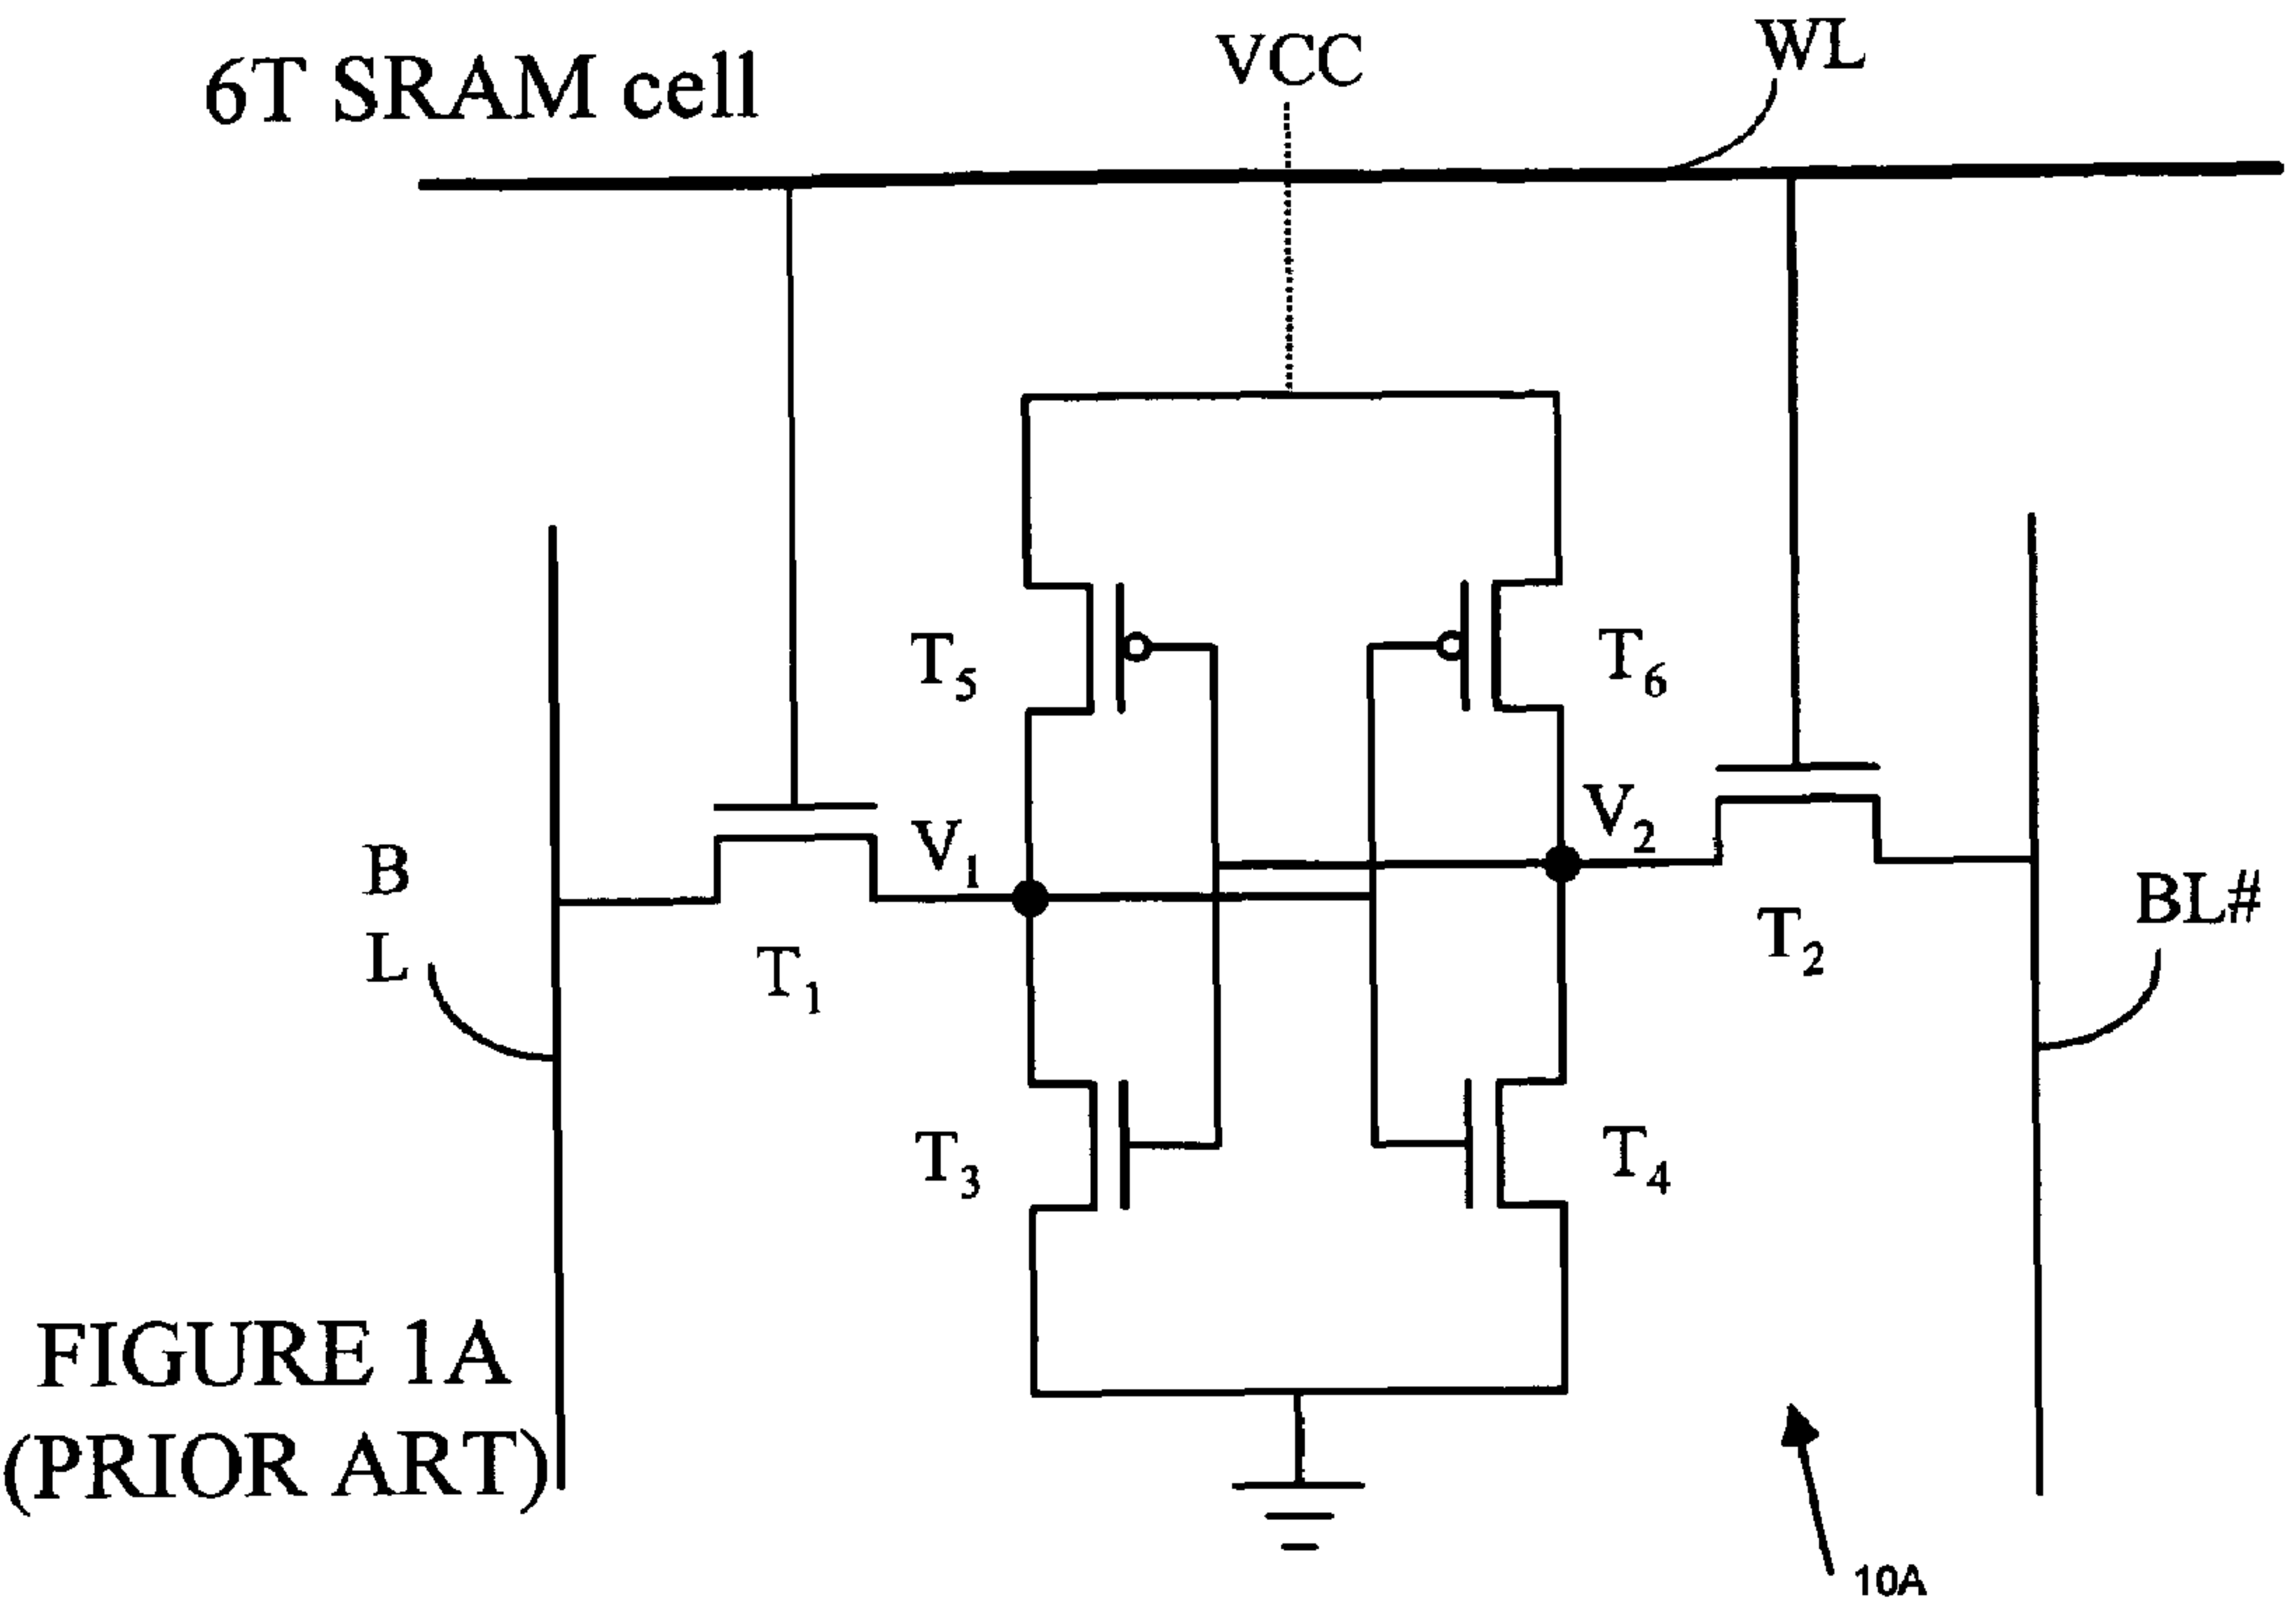 6T SRAM cell
VCC
WL
T5
T6
V1
V2
B
L
T1
T2
BL#
T3
T4
FIGURE 1A
(PRIOR ART)
10A